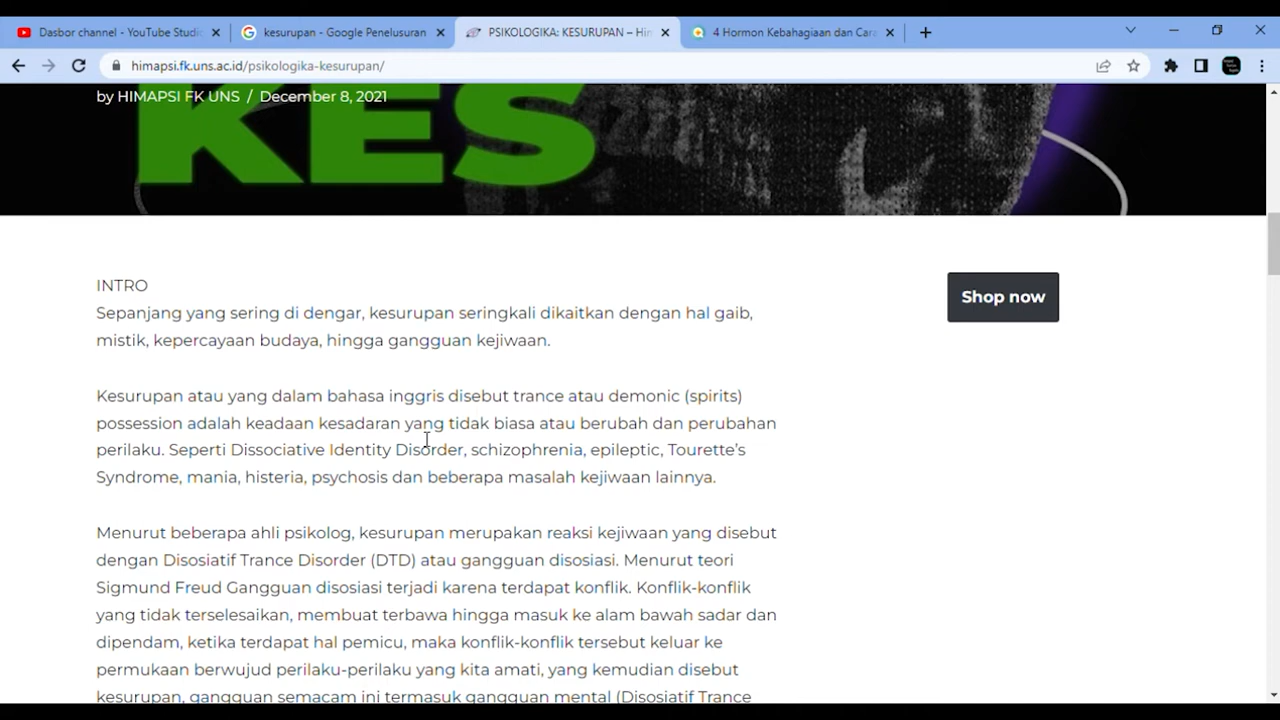 Dasbor channel - YouTube Studi
kesurupan - Google Penelusuran
PSIKOLOGIKA: KESURUPAN – Him
4 Hormon Kebahagiaan dan Cara
himapsi.fk.uns.ac.id/psikologika-kesurupan/
by HIMAPSI FK UNS / December 8, 2021
KES
INTRO
Shop now
Sepanjang yang sering di dengar, kesurupan seringkali dikaitkan dengan hal gaib,
mistik, kepercayaan budaya, hingga gangguan kejiwaan.
Kesurupan atau yang dalam bahasa inggris disebut trance atau demonic (spirits)
possession adalah keadaan kesadaran yang tidak biasa atau berubah dan perubahan
perilaku. Seperti Dissociative Identity Disorder, schizophrenia, epileptic, Tourette’s
Syndrome, mania, histeria, psychosis dan beberapa masalah kejiwaan lainnya.
Menurut beberapa ahli psikolog, kesurupan merupakan reaksi kejiwaan yang disebut
dengan Disosiatif Trance Disorder (DTD) atau gangguan disosiasi. Menurut teori
Sigmund Freud Gangguan disosiasi terjadi karena terdapat konflik. Konflik-konflik
yang tidak terselesaikan, membuat terbawa hingga masuk ke alam bawah sadar dan
dipendam, ketika terdapat hal pemicu, maka konflik-konflik tersebut keluar ke
permukaan berwujud perilaku-perilaku yang kita amati, yang kemudian disebut
kesurupan, gangguan semacam ini termasuk gangguan mental (Disosiatif Trance